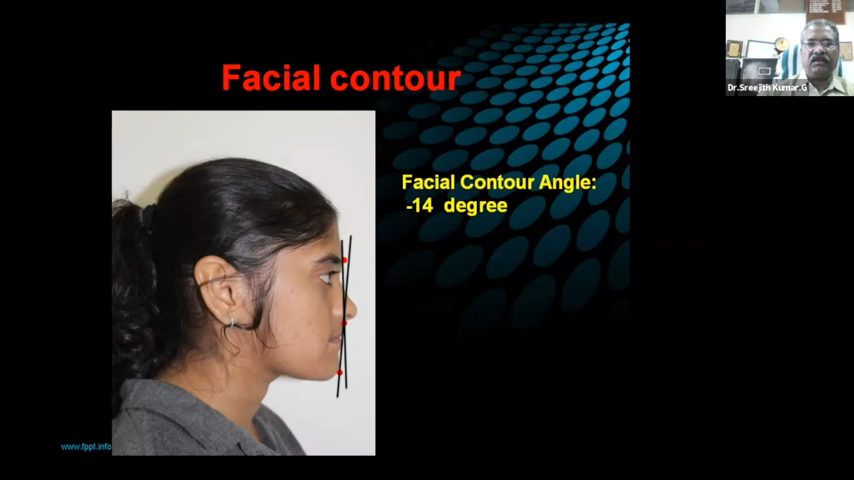 Facial contour
Dr.Sreejith Kumar.G
Facial Contour Angle:
-14 degree
www.fppt.info